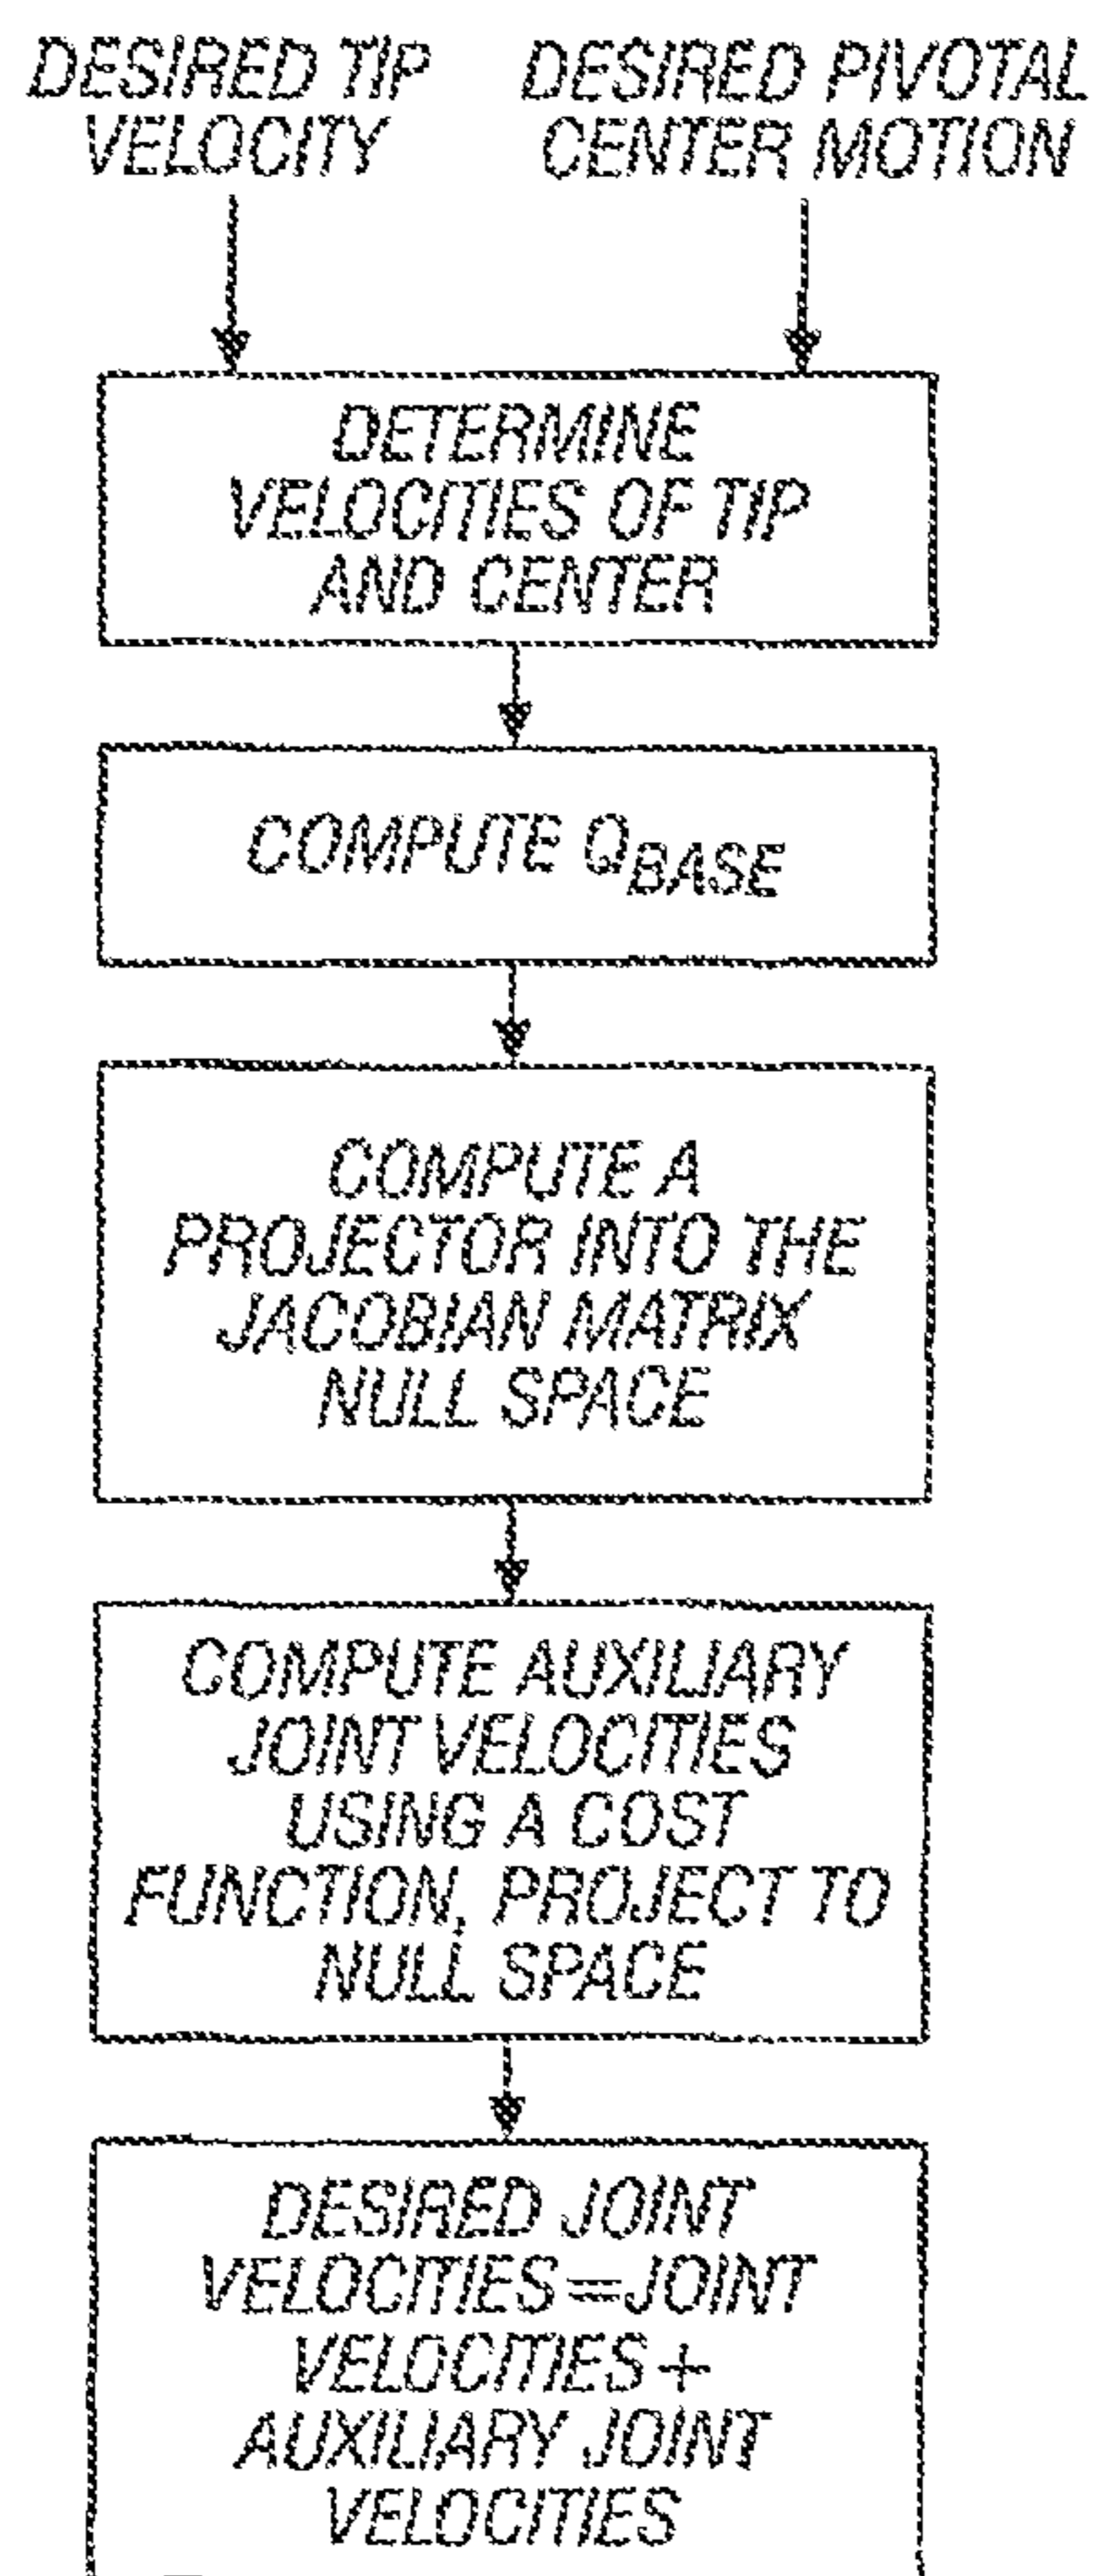 DESIRED TIP
VELOCITY
DESIRED PIVOTAL
CENTER MOTION
DETERMINE
VELOCITIES OF TIP
AND CENTER
COMPUTE QBASE
COMPUTE A
PROJECTOR INTO THE
JACOBIAN MATRIX
NULL SPACE
COMPUTE AUXILIARY
JOINT VELOCITIES
USING A COST
FUNCTION, PROJECT TO
NULL SPACE
DESIRED JOINT
VELOCITIES=JOINT
VELOCITIES+
AUXILIARY JOINT
VELOCITIES